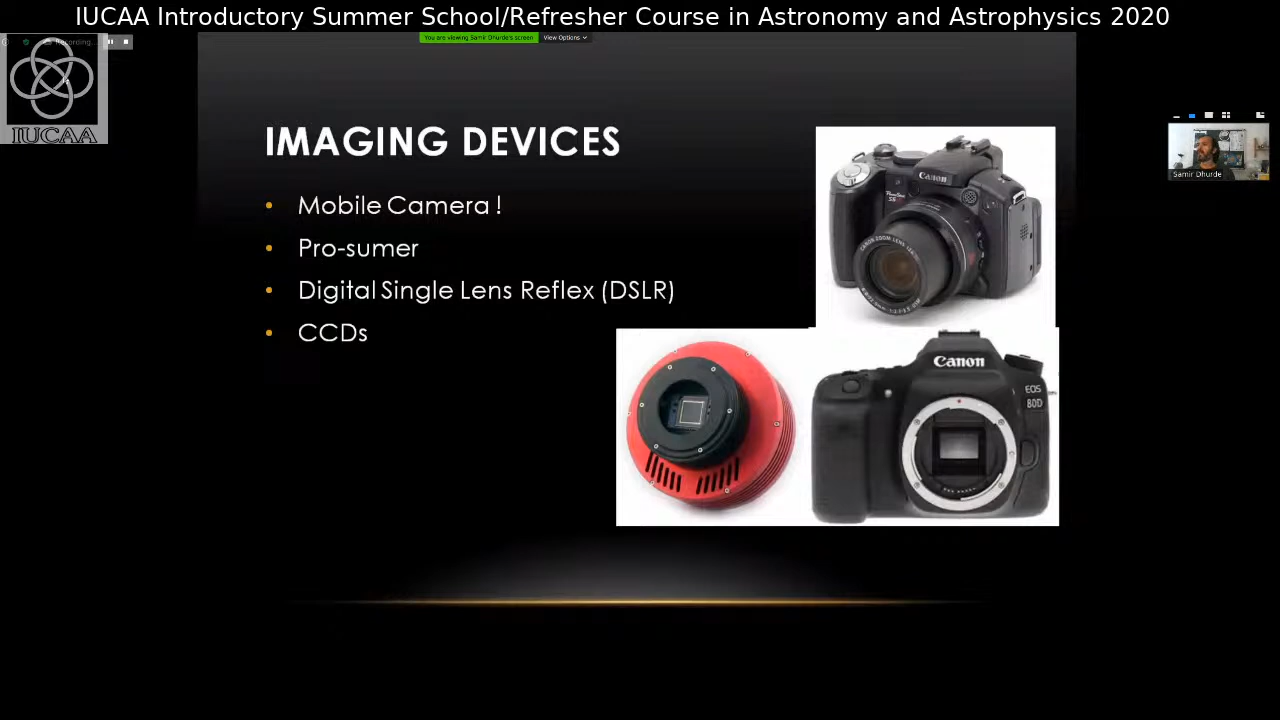 IUCAA Introductory Summer School/Refresher Course in Astronomy and Astrophysics 2020
Recording...
You are viewing Samir Dhurde's screen
View Options
IUCAA
IMAGING DEVICES
Mobile Camera !
Pro-sumer
Digital Single Lens Reflex (DSLR)
CCDs
Canon
Samir Dhurde
Canon
EOS
80D